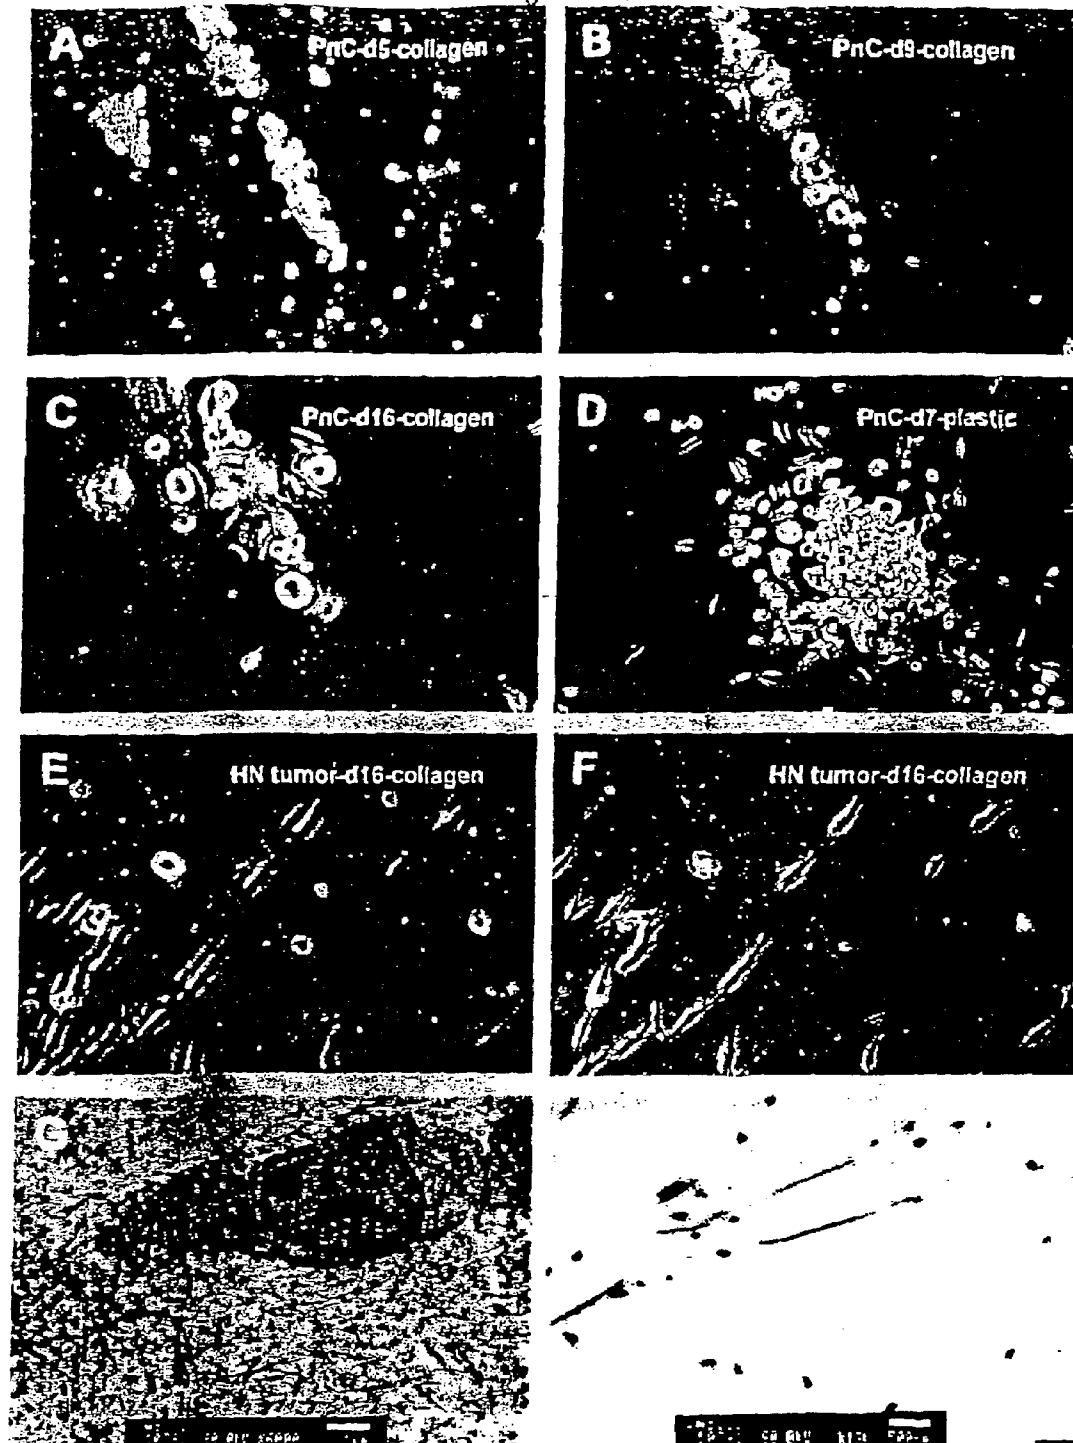 A PnC-d5-collagen
B PnC-d9-collagen
C PnC-d16-collagen
D PnC-d7-plastic
E HN tumor-d16-collagen
F HN tumor-d16-collagen
G